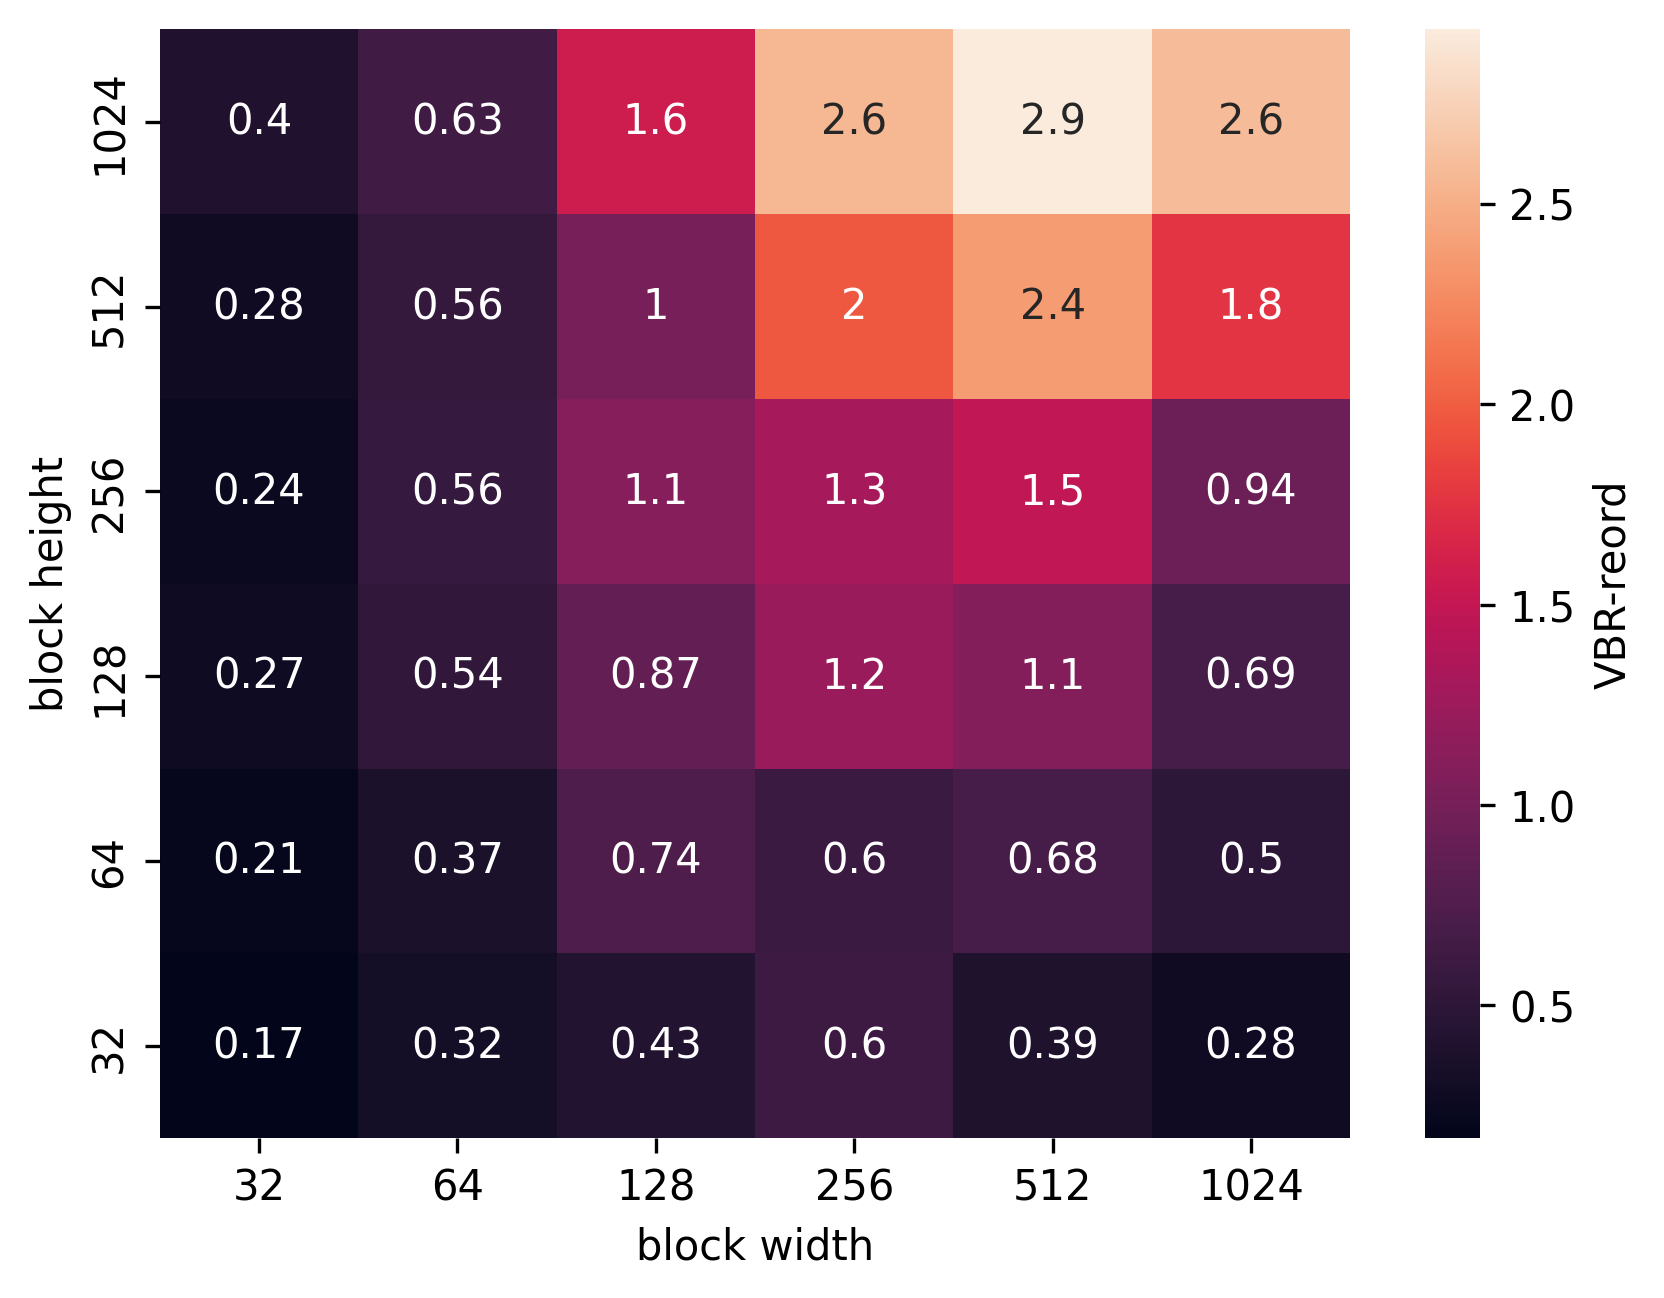 1024 0.4 0.63 1.6 2.6 2.9 2.6
512 0.28 0.56 1 2 2.4 1.8
256 0.24 0.56 1.1 1.3 1.5 0.94
128 0.27 0.54 0.87 1.2 1.1 0.69
64 0.21 0.37 0.74 0.6 0.68 0.5
32 0.17 0.32 0.43 0.6 0.39 0.28
32 64 128 256 512 1024
block width
block height
2.5
2.0
1.5
1.0
0.5
VBR-reord